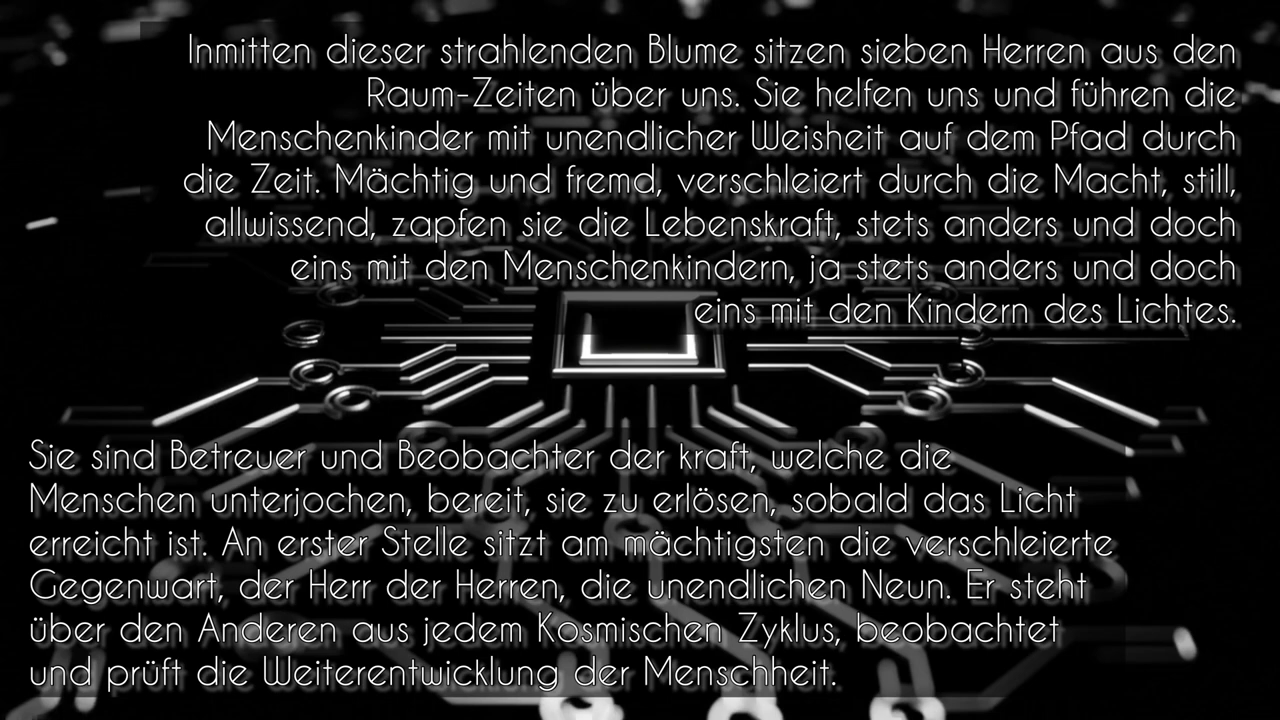 Inmitten dieser strahlenden Blume sitzen sieben Herren aus den
Raum-Zeiten über uns. Sie helfen uns und führen die
Menschenkinder mit unendlicher Weisheit auf dem Pfad durch
die Zeit. Mächtig und fremd, verschleiert durch die Macht, still,
allwissend, zapfen sie die Lebenskraft, stets anders und doch
eins mit den Menschenkindern, ja stets anders und doch
eins mit den Kindern des Lichtes.
Sie sind Betreuer und Beobachter der kraft, welche die
Menschen unterjochen, bereit, sie zu erlösen, sobald das Licht
erreicht ist. An erster Stelle sitzt am mächtigsten die verschleierte
Gegenwart, der Herr der Herren, die unendlichen Neun. Er steht
über den Anderen aus jedem Kosmischen Zyklus, beobachtet
und prüft die Weiterentwicklung der Menschheit.